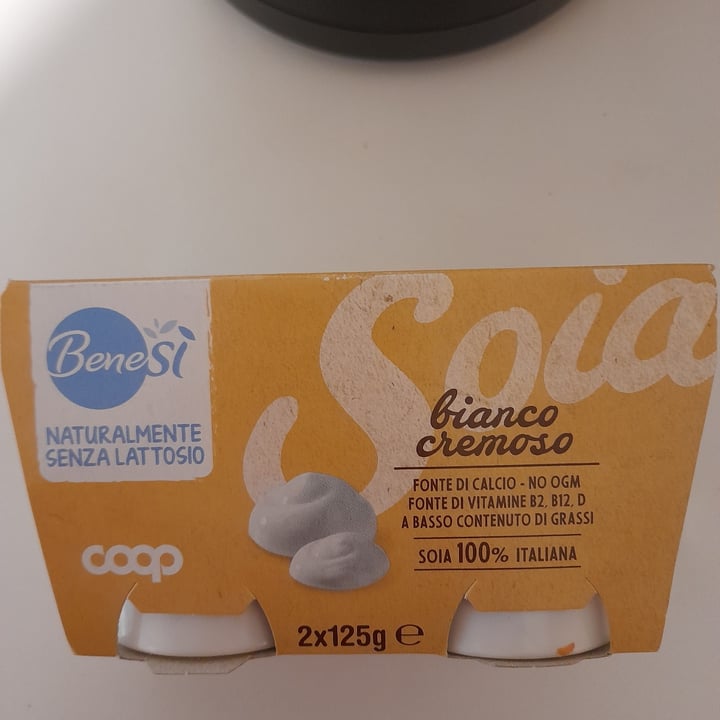 BeneSì
NATURALMENTE
SENZA LATTOSIO
coop
Soia
bianco
cremoso
FONTE DI CALCIO - NO OGM
FONTE DI VITAMINE B2, B12, D
A BASSO CONTENUTO DI GRASSI
SOIA 100% ITALIANA
2x125g ℮